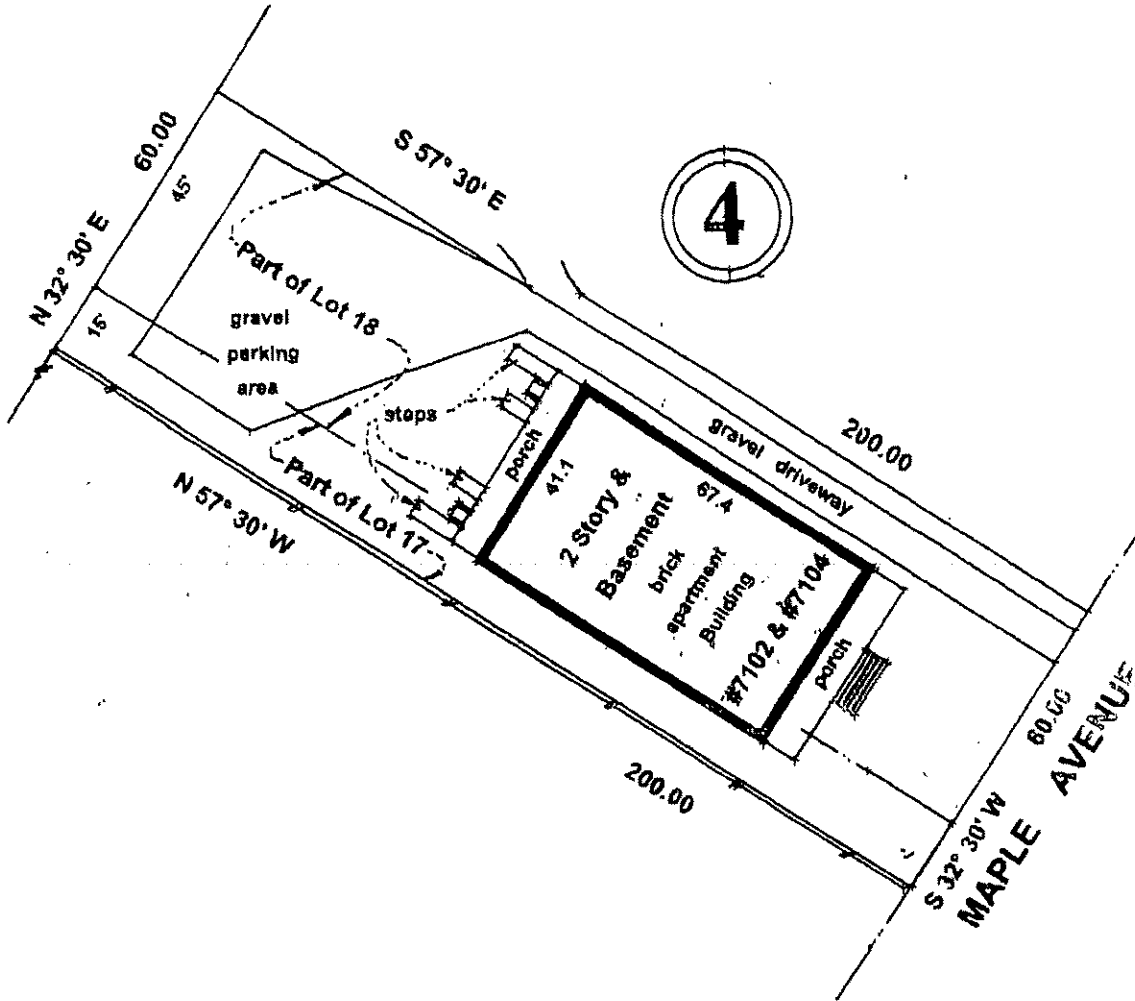 60.00
45'
N 32° 30' E
15'
S 57° 30' E
4
Part of Lot 18
gravel
parking
area
steps
Part of Lot 17
N 57° 30' W
porch
41.1
67.4
2 Story &
Basement
brick
apartment
Building
#7102 & #7104
gravel driveway
200.00
porch
200.00
60.00
S 32° 30' W
MAPLE AVENUE